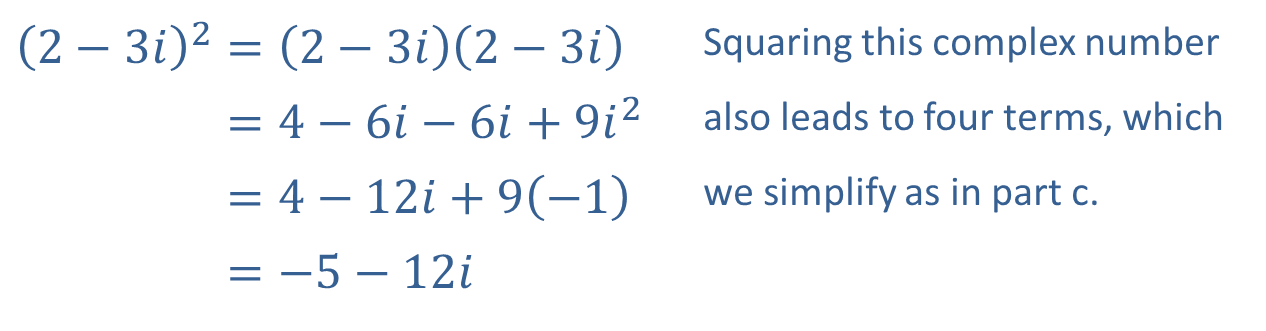 (2 − 3i)² = (2 − 3i)(2 − 3i) Squaring this complex number
= 4 − 6i − 6i + 9i² also leads to four terms, which
= 4 − 12i + 9(−1) we simplify as in part c.
= −5 − 12i